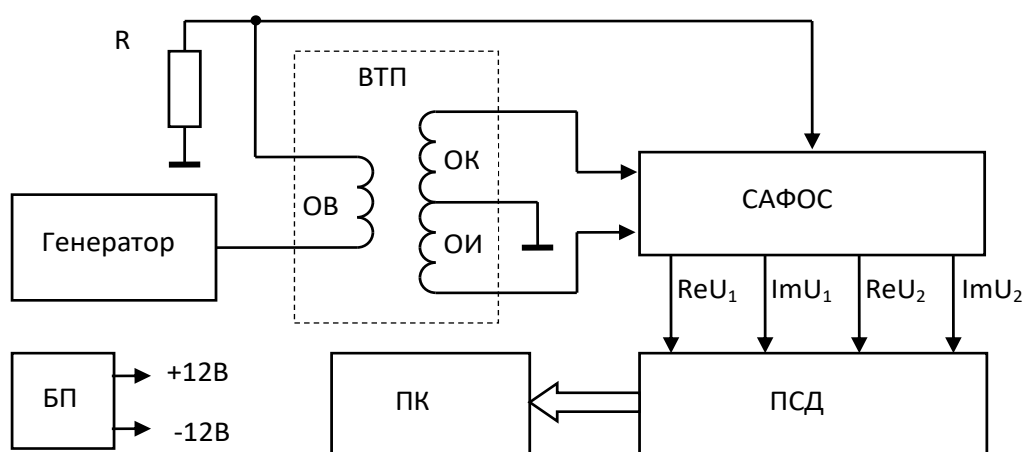 R
ВТП
ОК
ОВ
ОИ
Генератор
САФОС
ReU₁ ImU₁ ReU₂ ImU₂
БП
+12В
-12В
ПК
ПСД